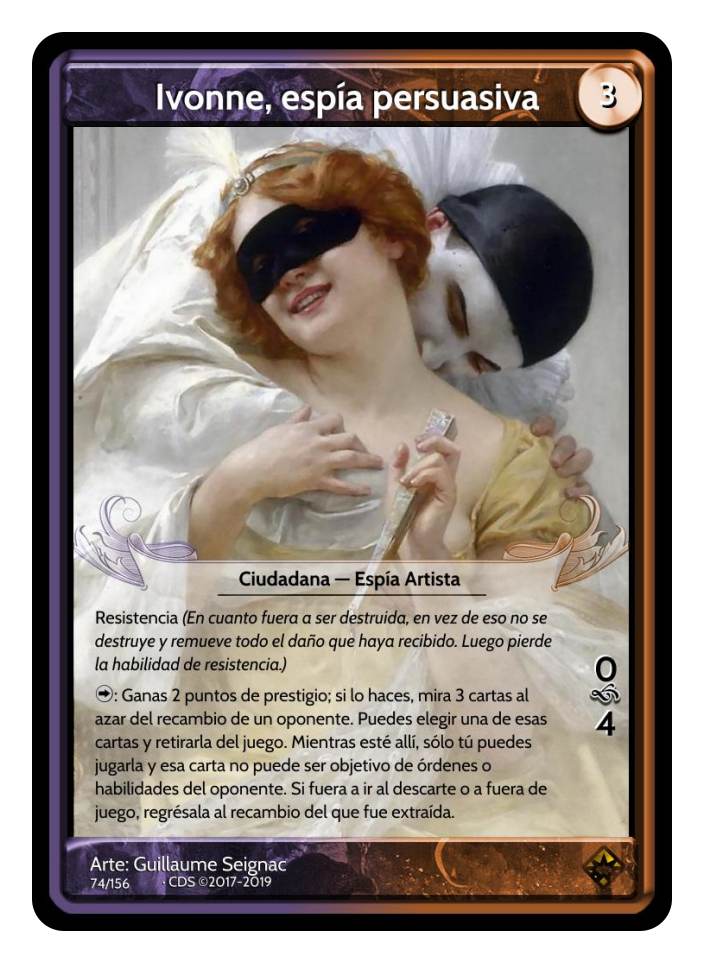 Ivonne, espía persuasiva
3
Ciudadana — Espía Artista
Resistencia (En cuanto fuera a ser destruida, en vez de eso no se
destruye y remueve todo el daño que haya recibido. Luego pierde
la habilidad de resistencia.)
: Ganas 2 puntos de prestigio; si lo haces, mira 3 cartas al
azar del recambio de un oponente. Puedes elegir una de esas
cartas y retirarla del juego. Mientras esté allí, sólo tú puedes
jugarla y esa carta no puede ser objetivo de órdenes o
habilidades del oponente. Si fuera a ir al descarte o a fuera de
juego, regrésala al recambio del que fue extraída.
0
4
Arte: Guillaume Seignac
74/156 · CDS ©2017-2019